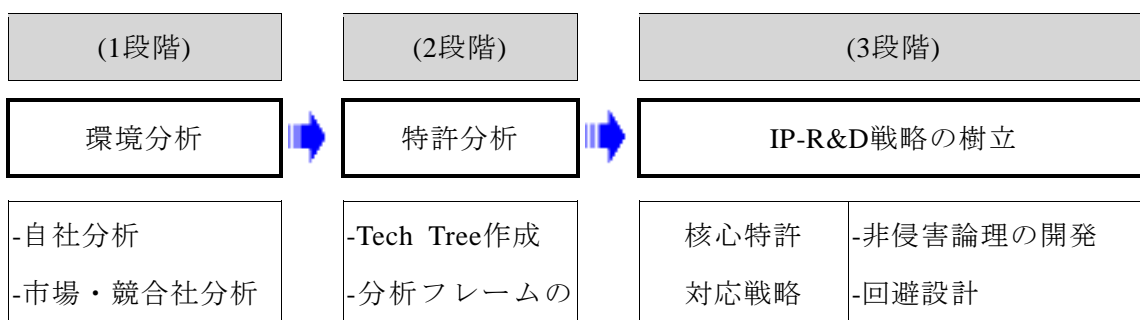 (1段階)
(2段階)
(3段階)
環境分析
特許分析
IP-R&D戦略の樹立
-自社分析
-市場・競合社分析
-Tech Tree作成
-分析フレームの
核心特許
対応戦略
-非侵害論理の開発
-回避設計